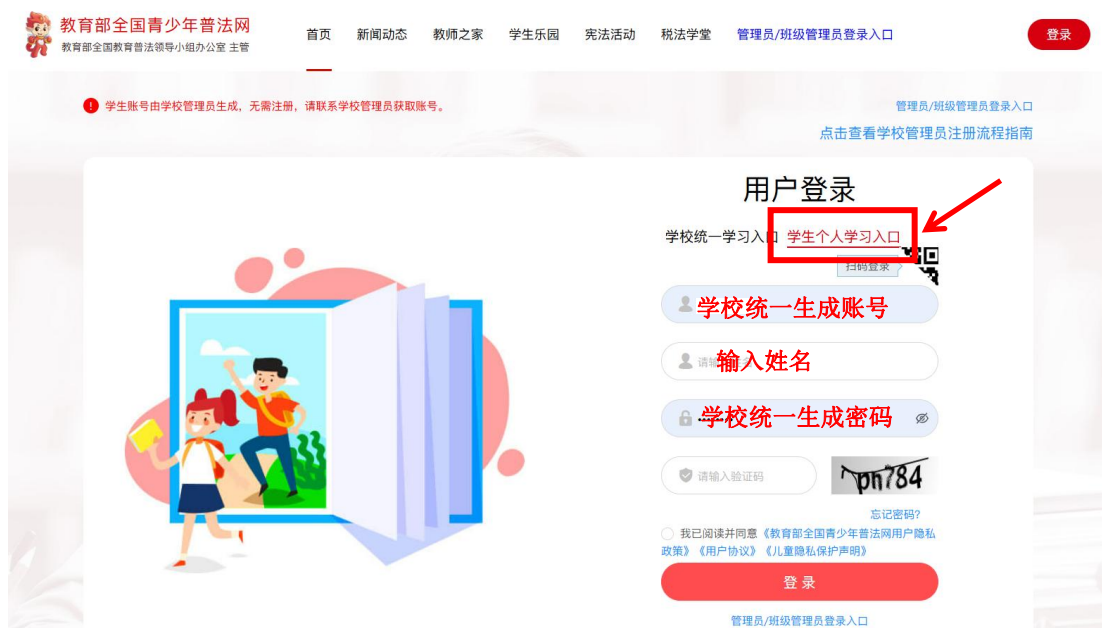 教育部全国青少年普法网
教育部全国教育普法领导小组办公室 主管
首页 新闻动态 教师之家 学生乐园 宪法活动 税法学堂 管理员/班级管理员登录入口
登录
学生账号由学校管理员生成，无需注册，请联系学校管理员获取账号。
管理员/班级管理员登录入口
点击查看学校管理员注册流程指南
用户登录
学校统一学习入口 学生个人学习入口
扫码登录
学校统一生成账号
输入姓名
学校统一生成密码
请输入验证码
ph784
忘记密码?
我已阅读并同意《教育部全国青少年普法网用户隐私
政策》《用户协议》《儿童隐私保护声明》
登 录
管理员/班级管理员登录入口